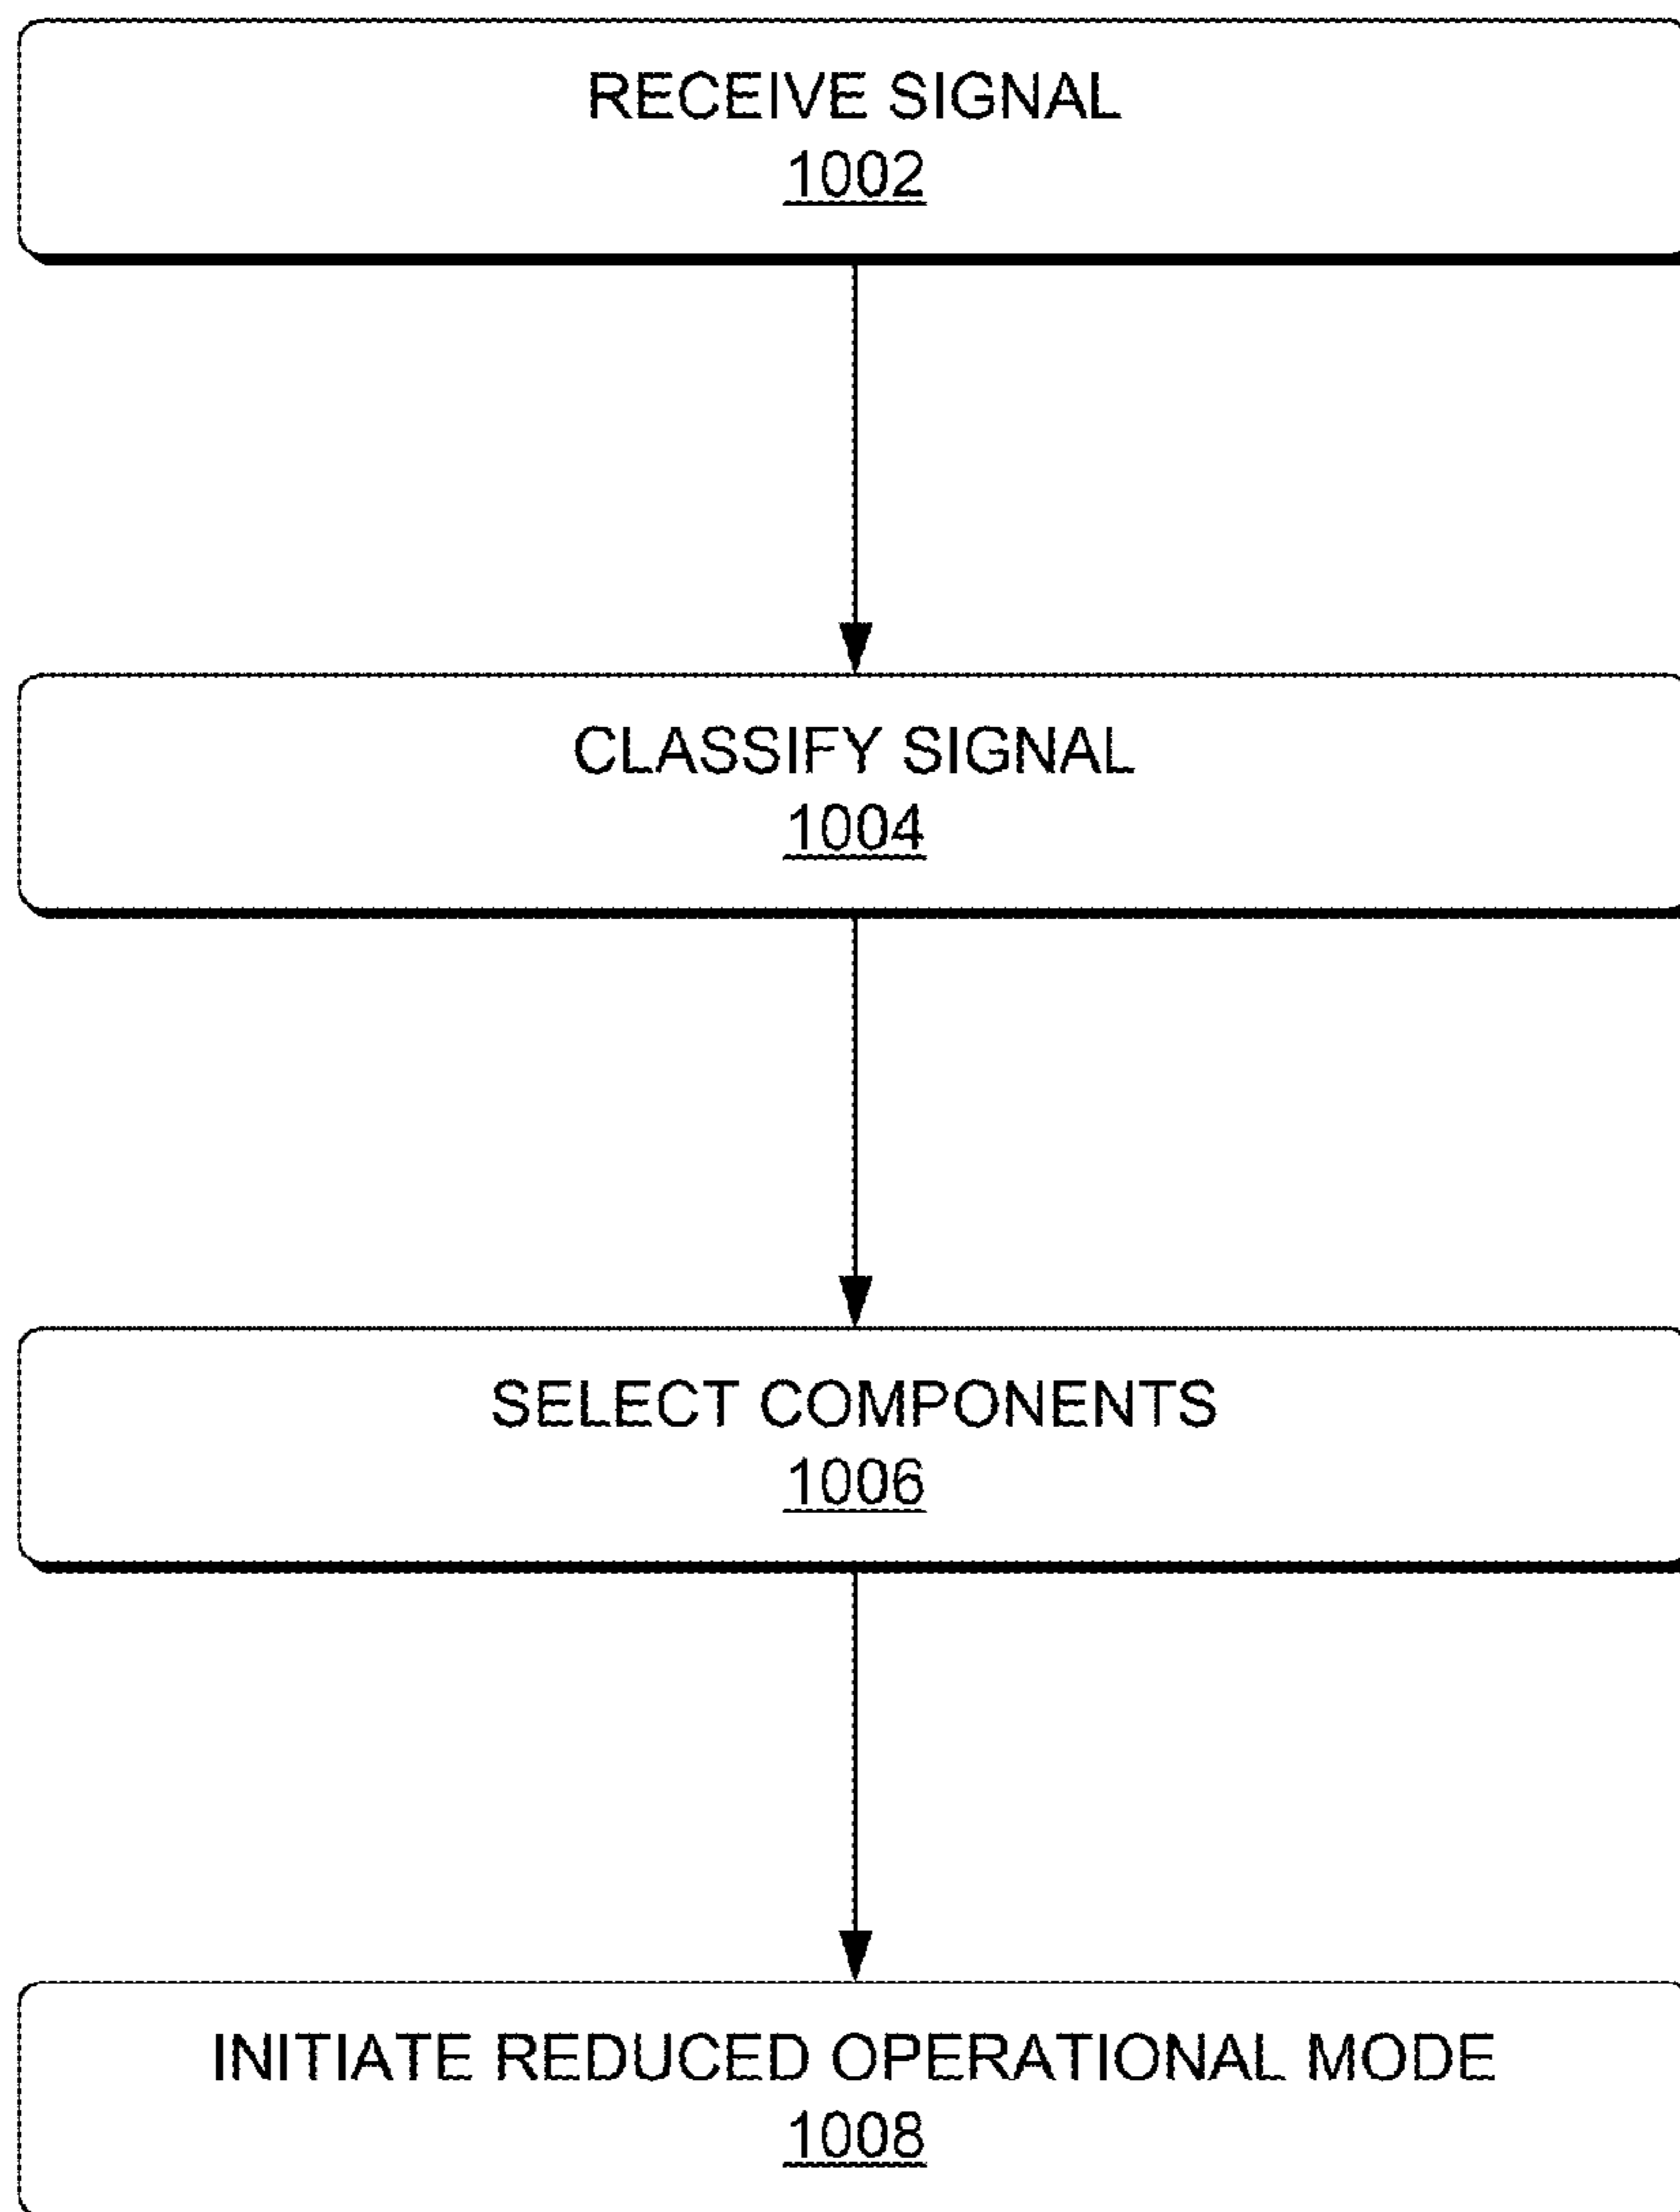 RECEIVE SIGNAL
1002
CLASSIFY SIGNAL
1004
SELECT COMPONENTS
1006
INITIATE REDUCED OPERATIONAL MODE
1008